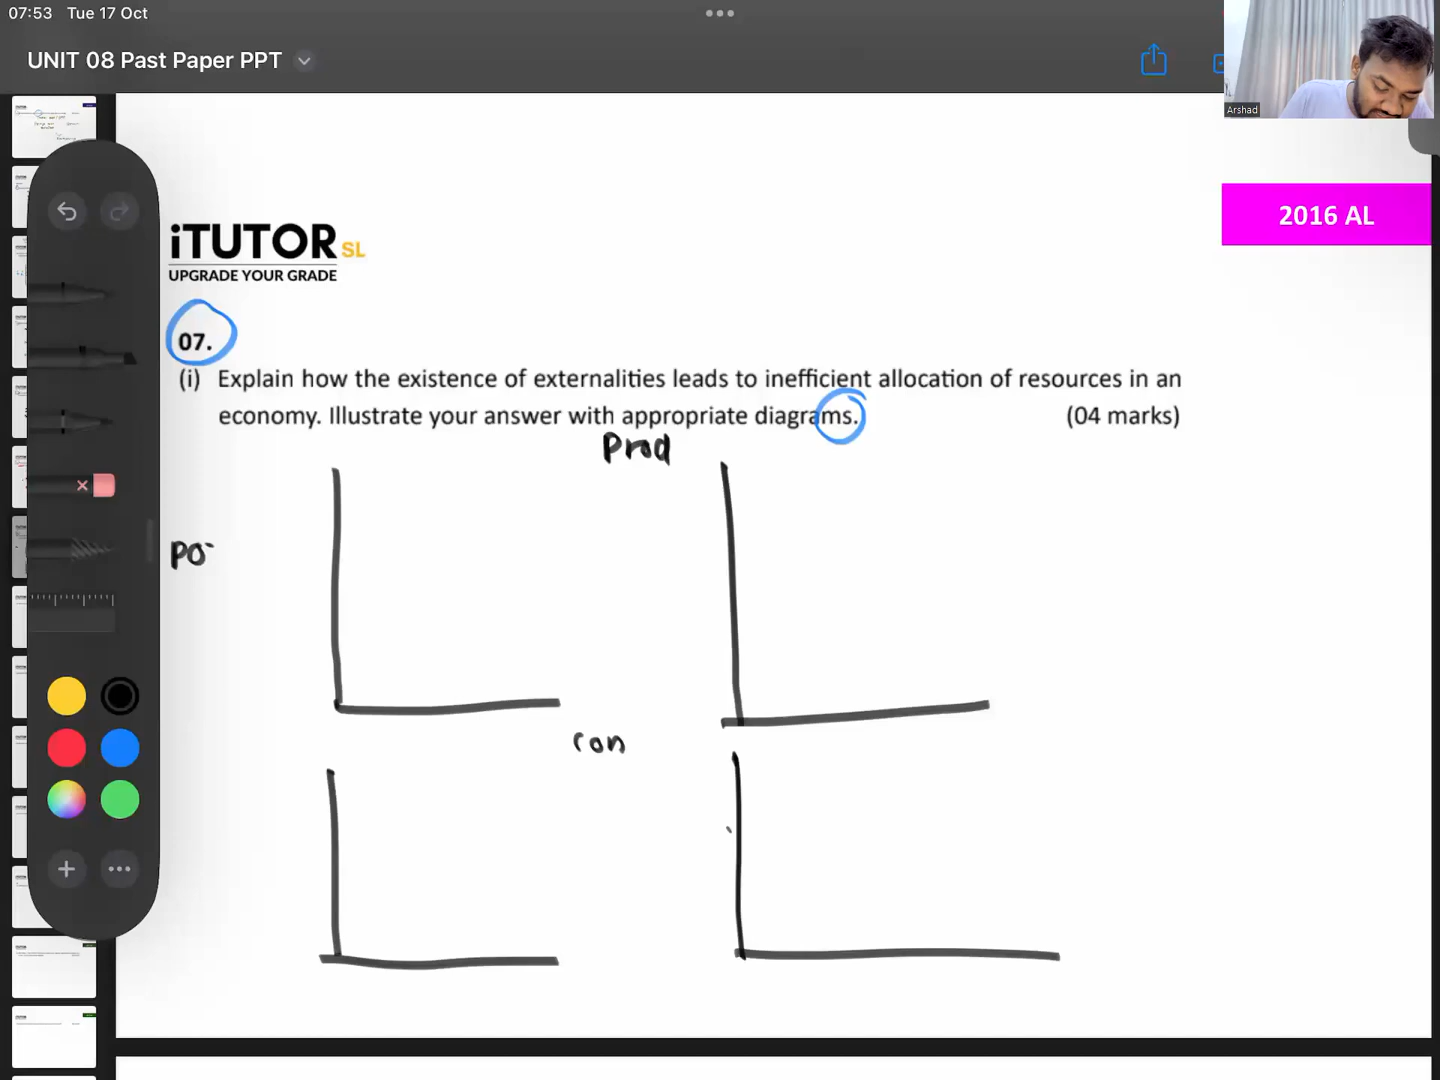 07:53 Tue 17 Oct
UNIT 08 Past Paper PPT
Arshad
2016 AL
iTUTOR SL
UPGRADE YOUR GRADE
07.
(i) Explain how the existence of externalities leads to inefficient allocation of resources in an
economy. Illustrate your answer with appropriate diagrams. (04 marks)
Prod
PO
Con